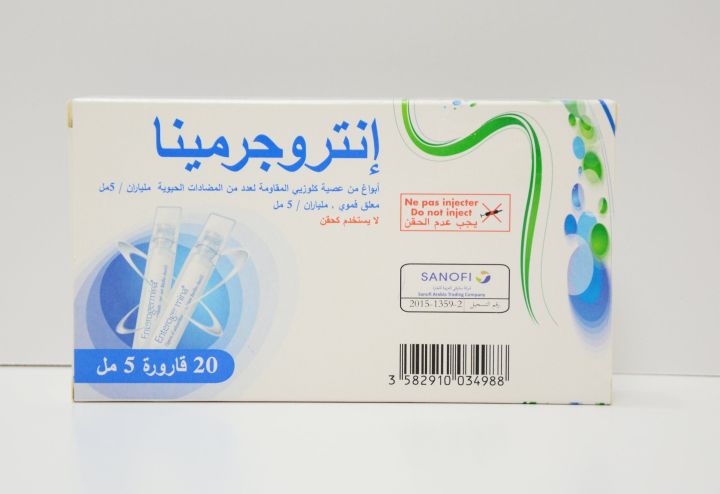 إنتروجرمينا
أبواغ من عصية كلوزيي المقاومة لعدد من المضادات الحيوية ملياران / 5مل
معلق فموي . ملياران / 5 مل
لا يستخدم كحقن
Ne pas injecter
Do not inject
يجب عدم الحقن
SANOFI
Sanofi Arabia Trading Company
رقم التسجيل 2015-1359-2
Enterogermina®
Enterogermina®
20 قارورة 5 مل
3 582910 034988